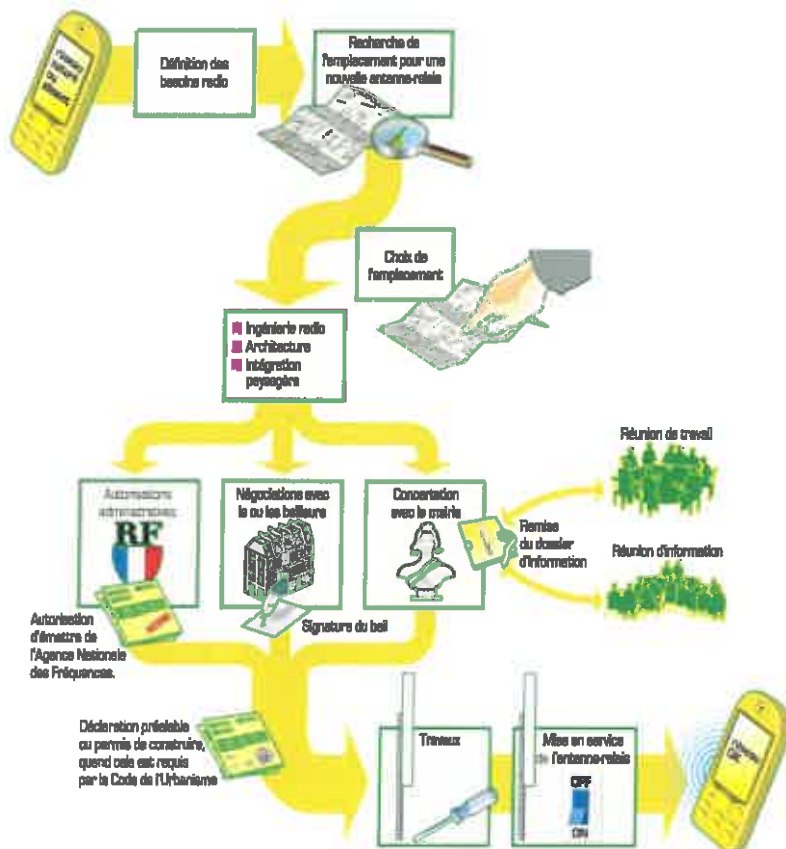 Définition des
besoins radio
Recherche de
l'emplacement pour une
nouvelle antenne-relais
Choix de
l'emplacement
Ingénierie radio
Architecture
Intégration
paysagère
Réunion de travail
Autorisations
administratives
RF
Négociations avec
le ou les bailleurs
Concertation
avec la mairie
Remise
du dossier
d'information
Réunion d'information
Autorisation
d'émettre de
l'Agence Nationale
des Fréquences.
Signature du bail
Déclaration préalable
ou permis de construire,
quand cela est requis
par le Code de l'Urbanisme
Travaux
Mise en service
de l'antenne-relais
OFF
ON
OK